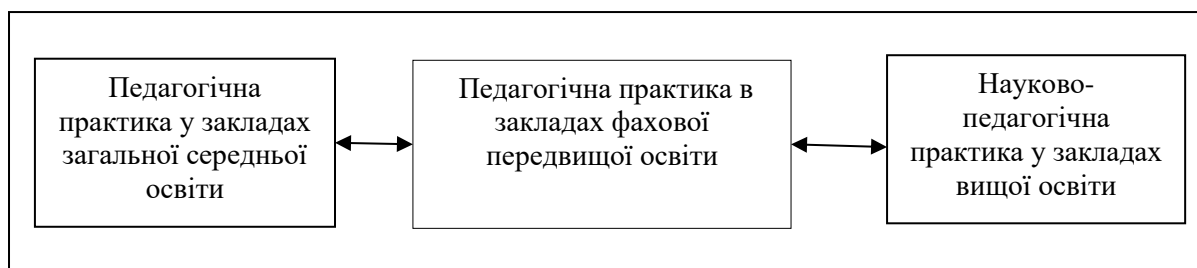 Педагогічна
практика у закладах
загальної середньої
освіти
Педагогічна практика в
закладах фахової
передвищої освіти
Науково-
педагогічна
практика у закладах
вищої освіти